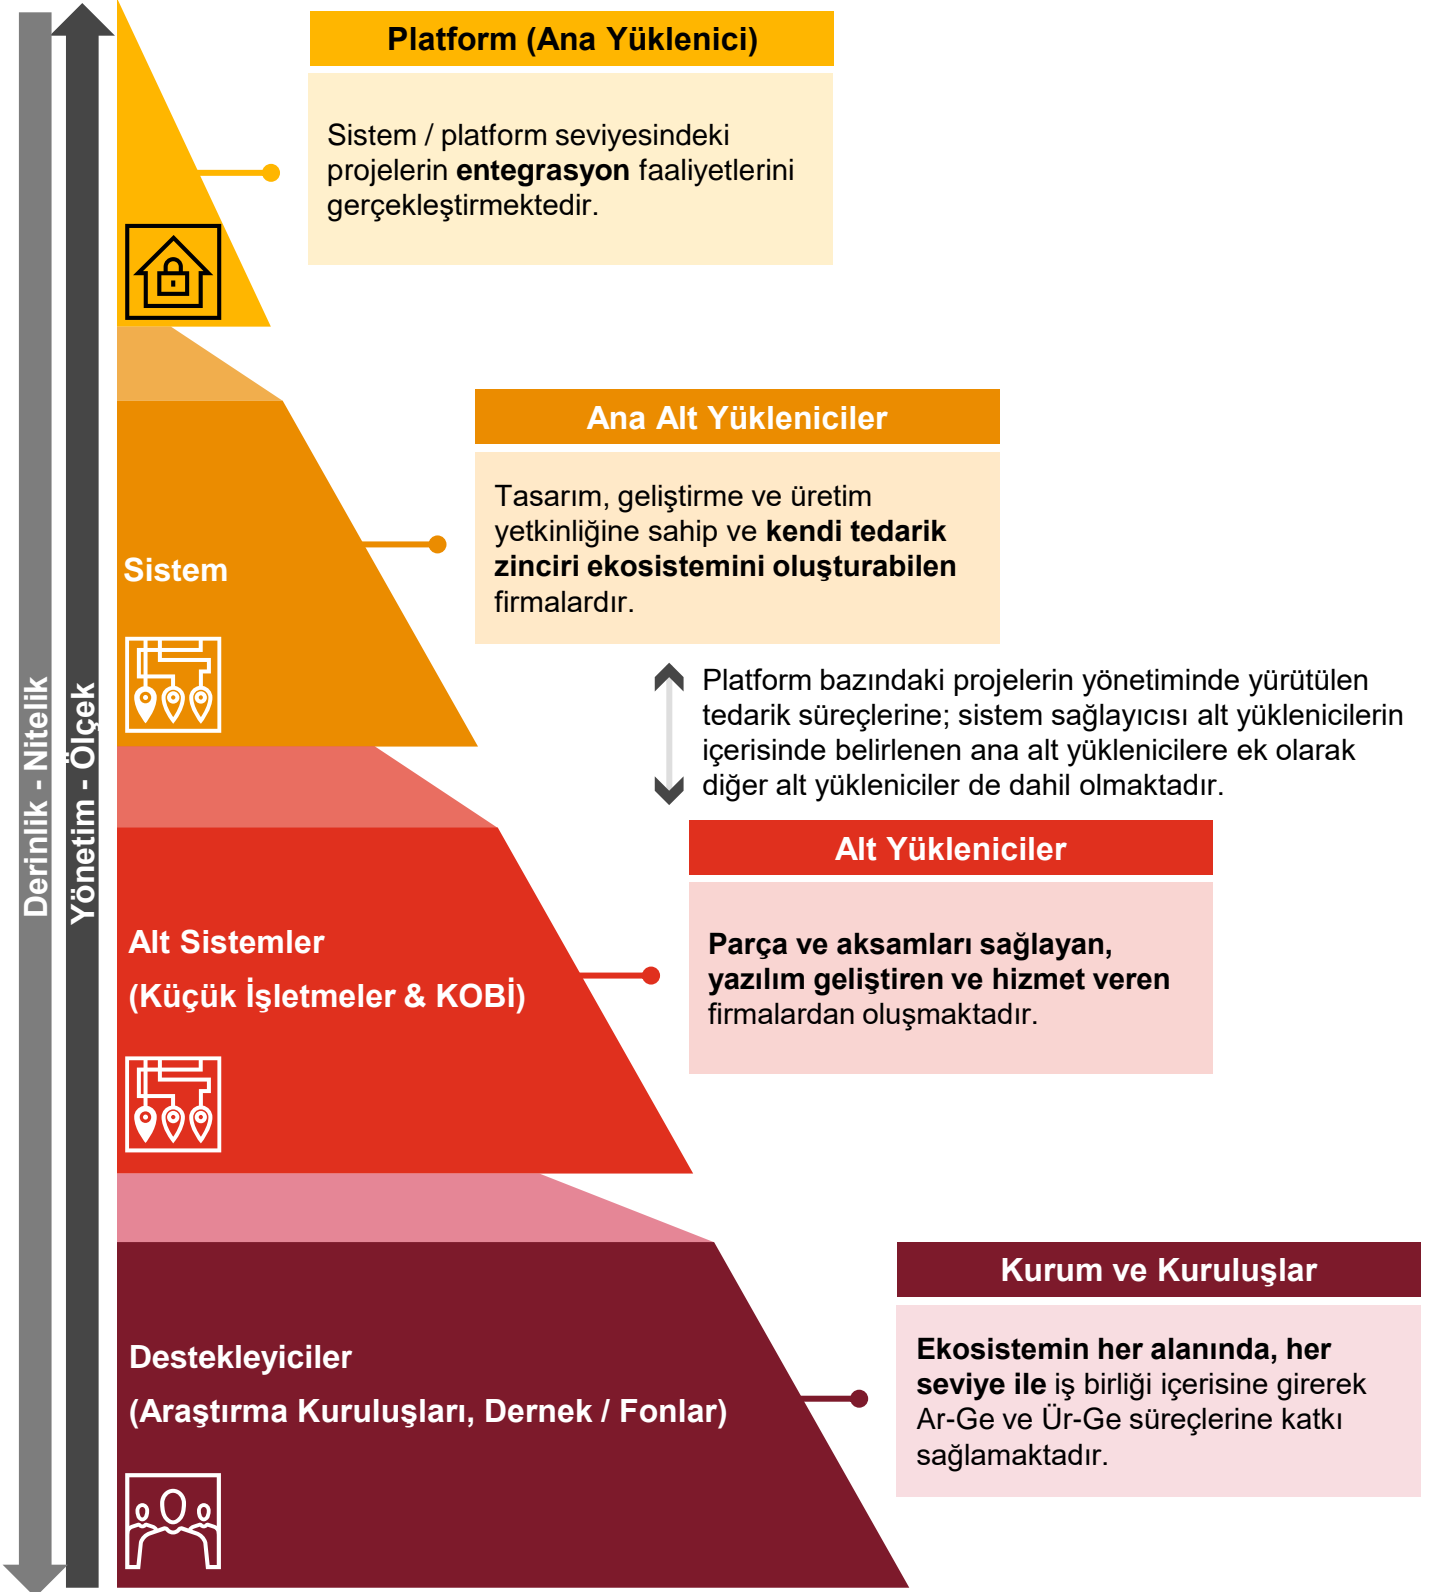 Platform (Ana Yüklenici)
Sistem / platform seviyesindeki
projelerin entegrasyon faaliyetlerini
gerçekleştirmektedir.
Ana Alt Yükleniciler
Tasarım, geliştirme ve üretim
yetkinliğine sahip ve kendi tedarik
zinciri ekosistemini oluşturabilen
firmalardır.
Sistem
Derinlik - Nitelik
Yönetim - Ölçek
Platform bazındaki projelerin yönetiminde yürütülen
tedarik süreçlerine; sistem sağlayıcısı alt yüklenicilerin
içerisinde belirlenen ana alt yüklenicilere ek olarak
diğer alt yükleniciler de dahil olmaktadır.
Alt Yükleniciler
Parça ve aksamları sağlayan,
yazılım geliştiren ve hizmet veren
firmalardan oluşmaktadır.
Alt Sistemler
(Küçük İşletmeler & KOBİ)
Kurum ve Kuruluşlar
Ekosistemin her alanında, her
seviye ile iş birliği içerisine girerek
Ar-Ge ve Ür-Ge süreçlerine katkı
sağlamaktadır.
Destekleyiciler
(Araştırma Kuruluşları, Dernek / Fonlar)